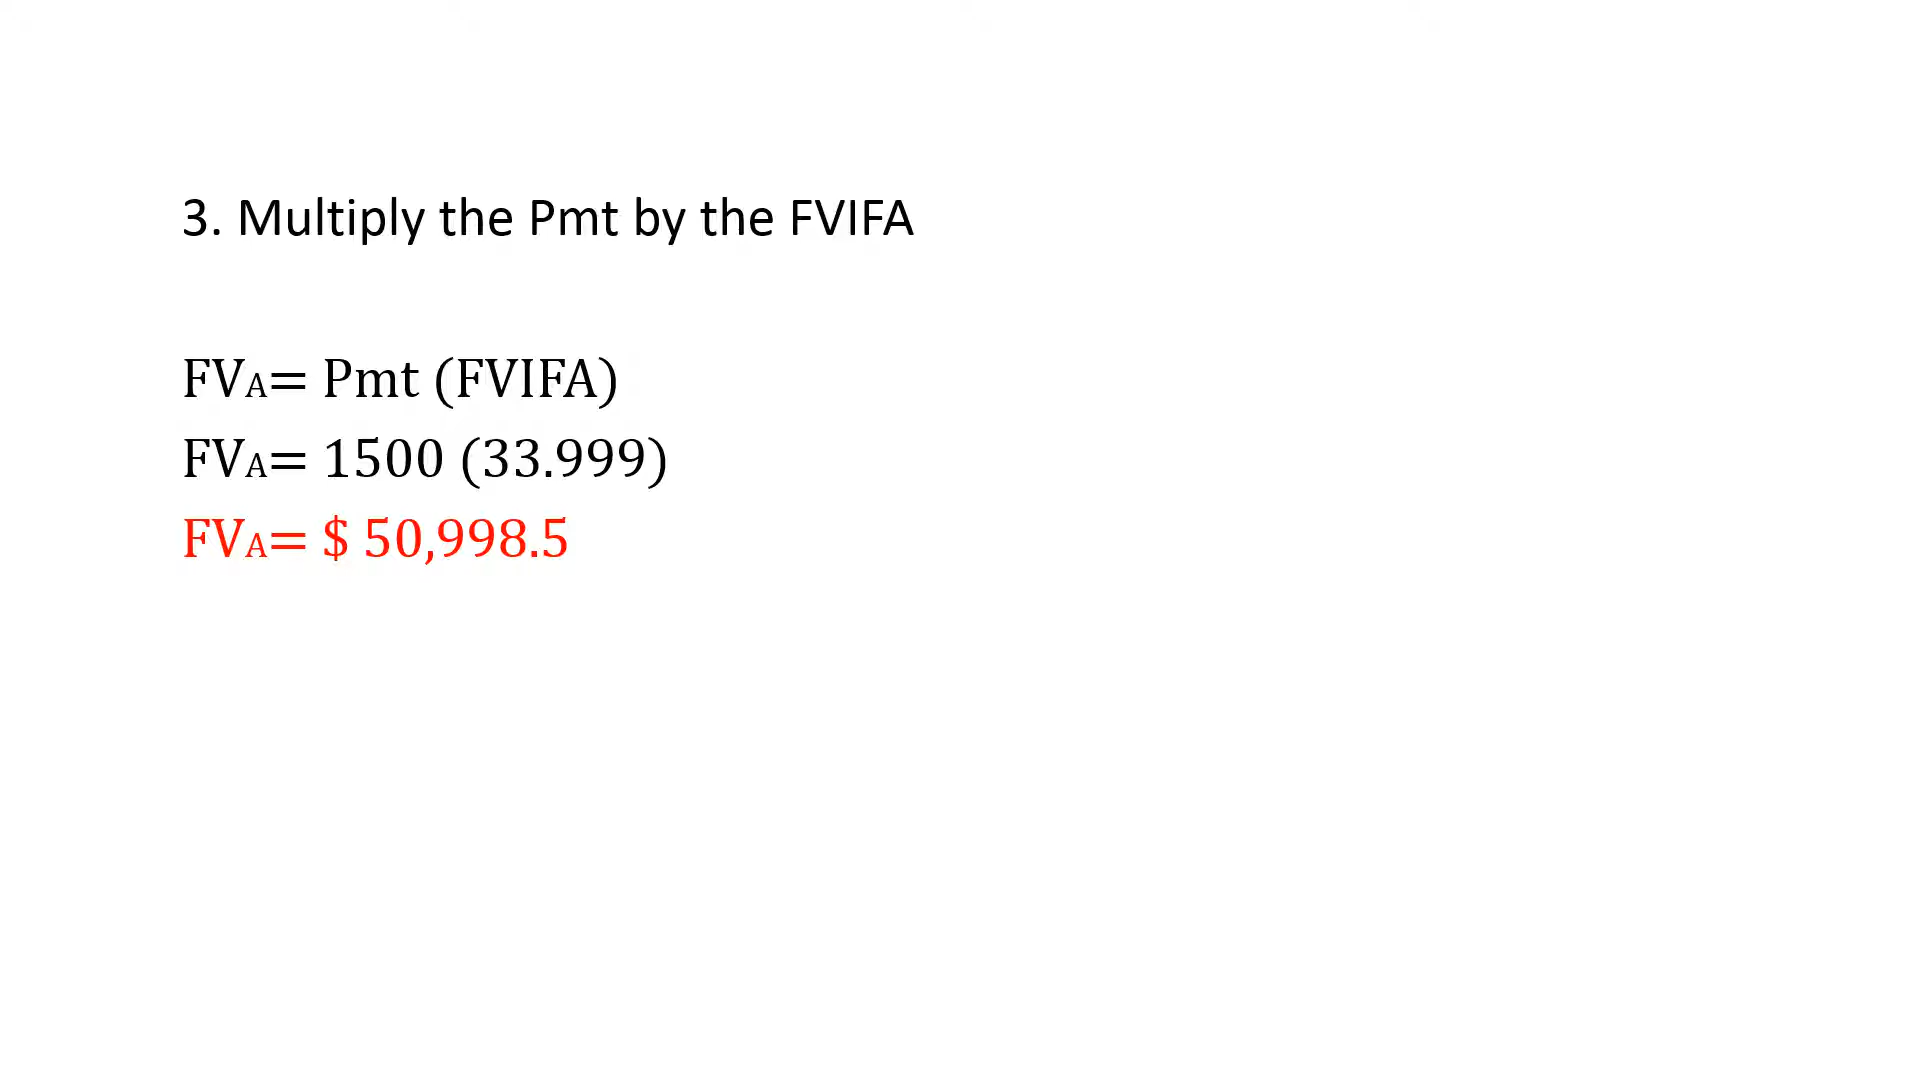 3. Multiply the Pmt by the FVIFA
FVA= Pmt (FVIFA)
FVA= 1500 (33.999)
FVA= $ 50,998.5